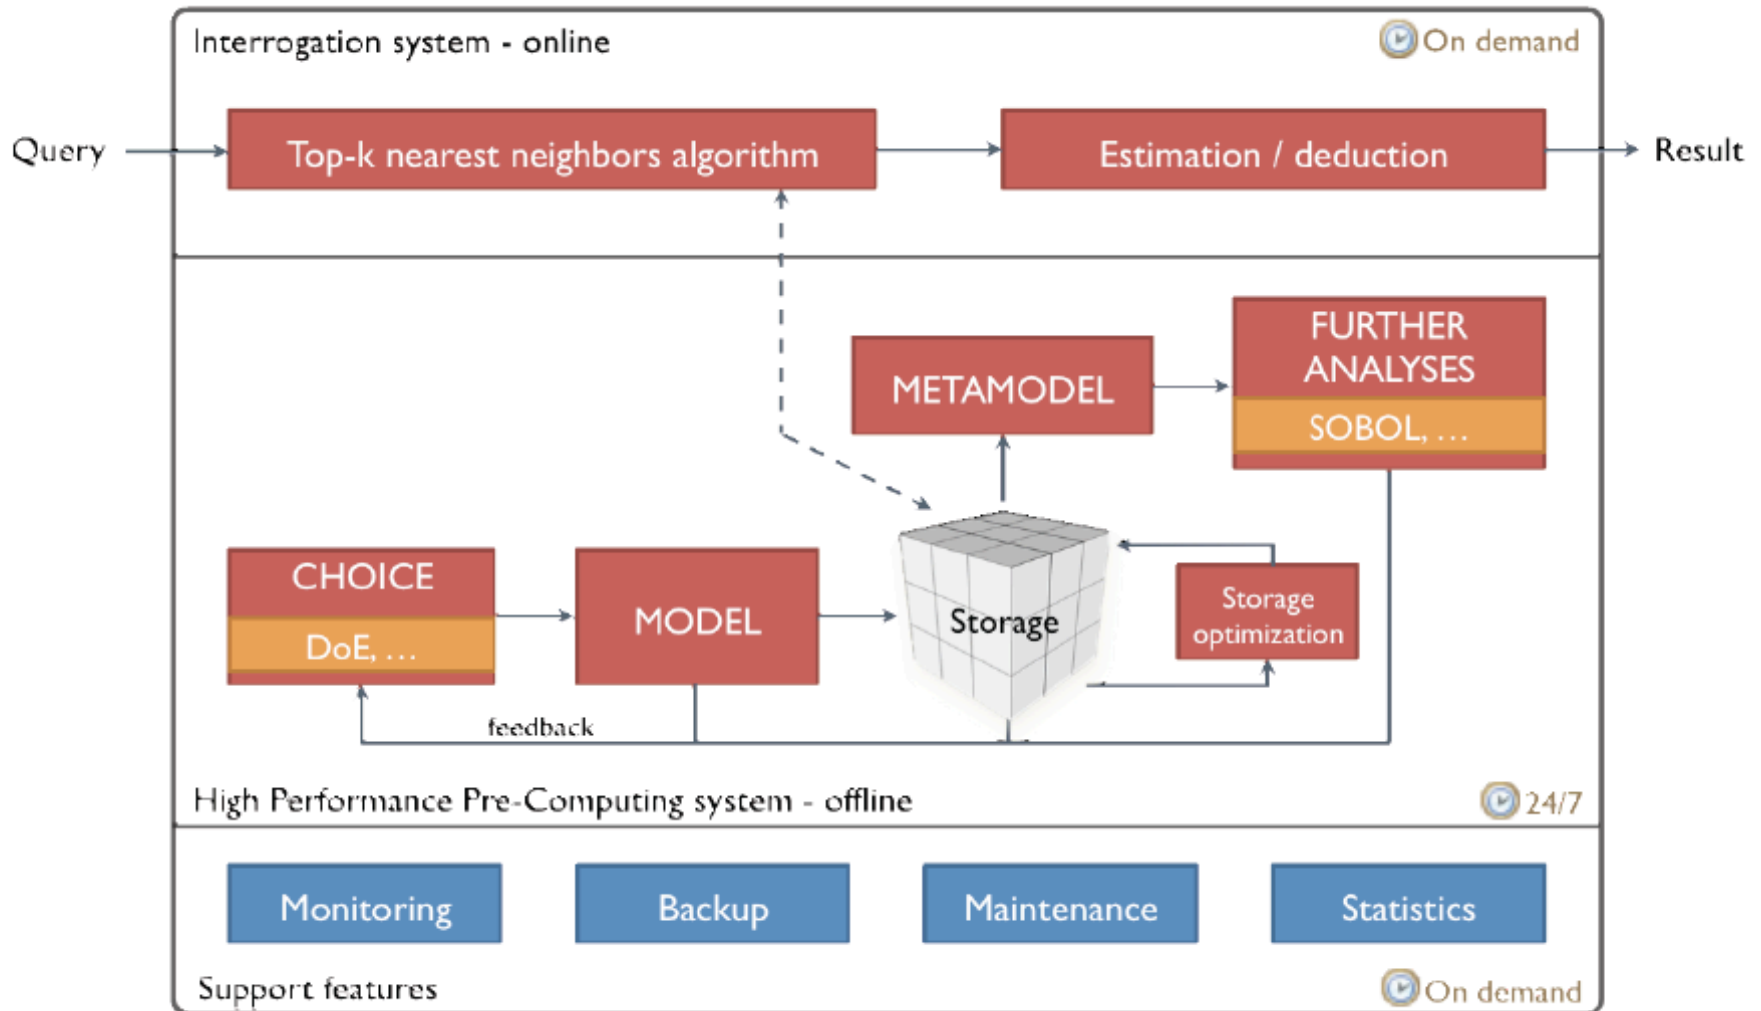 Interrogation system - online
On demand
Query
Top-k nearest neighbors algorithm
Estimation / deduction
Result
FURTHER
ANALYSES
SOBOL, ...
METAMODEL
CHOICE
DoE, ...
MODEL
Storage
Storage
optimization
feedback
High Performance Pre-Computing system - offline
24/7
Monitoring
Backup
Maintenance
Statistics
Support features
On demand